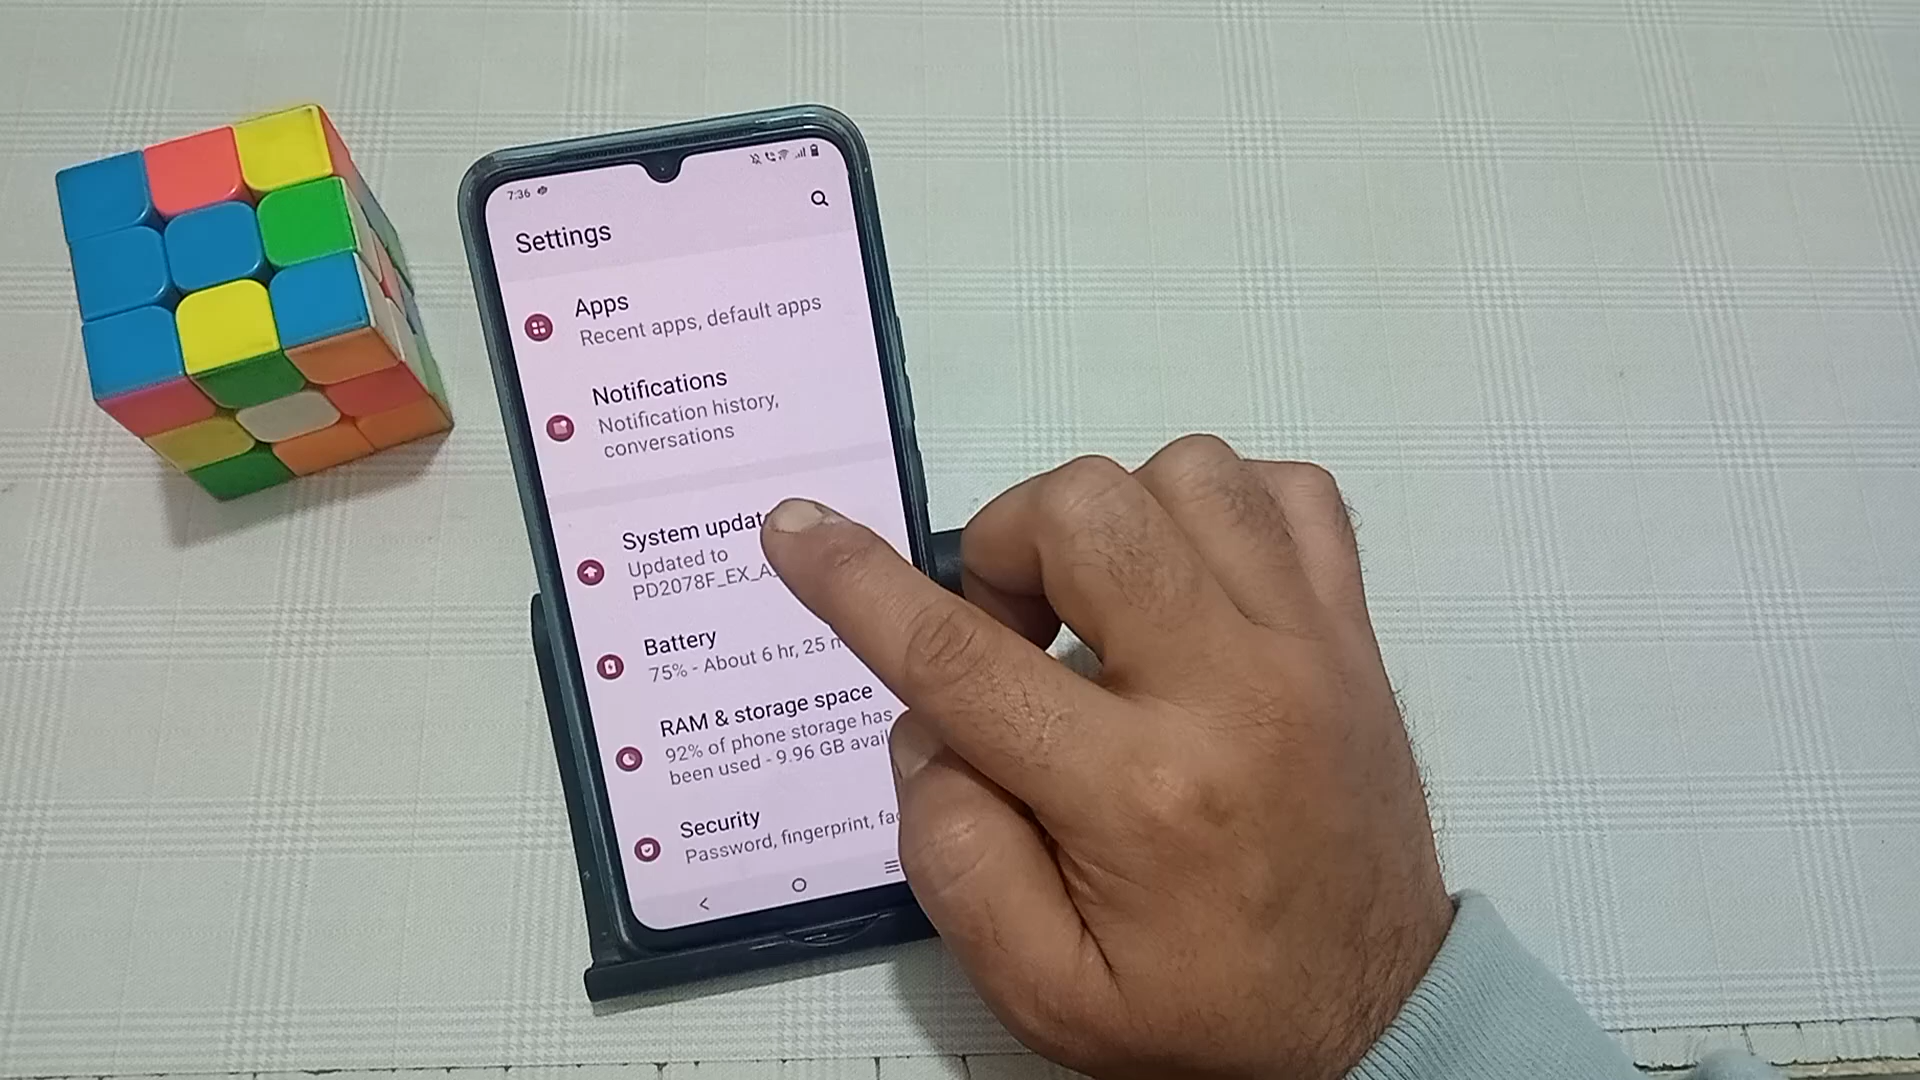 7:36
Settings
Apps
Recent apps, default apps
Notifications
Notification history,
conversations
System updat
Updated to
PD2078F_EX_A
Battery
75% - About 6 hr, 25
RAM & storage space
92% of phone storage has
been used - 9.96 GB avail
Security
Password, fingerprint, fa